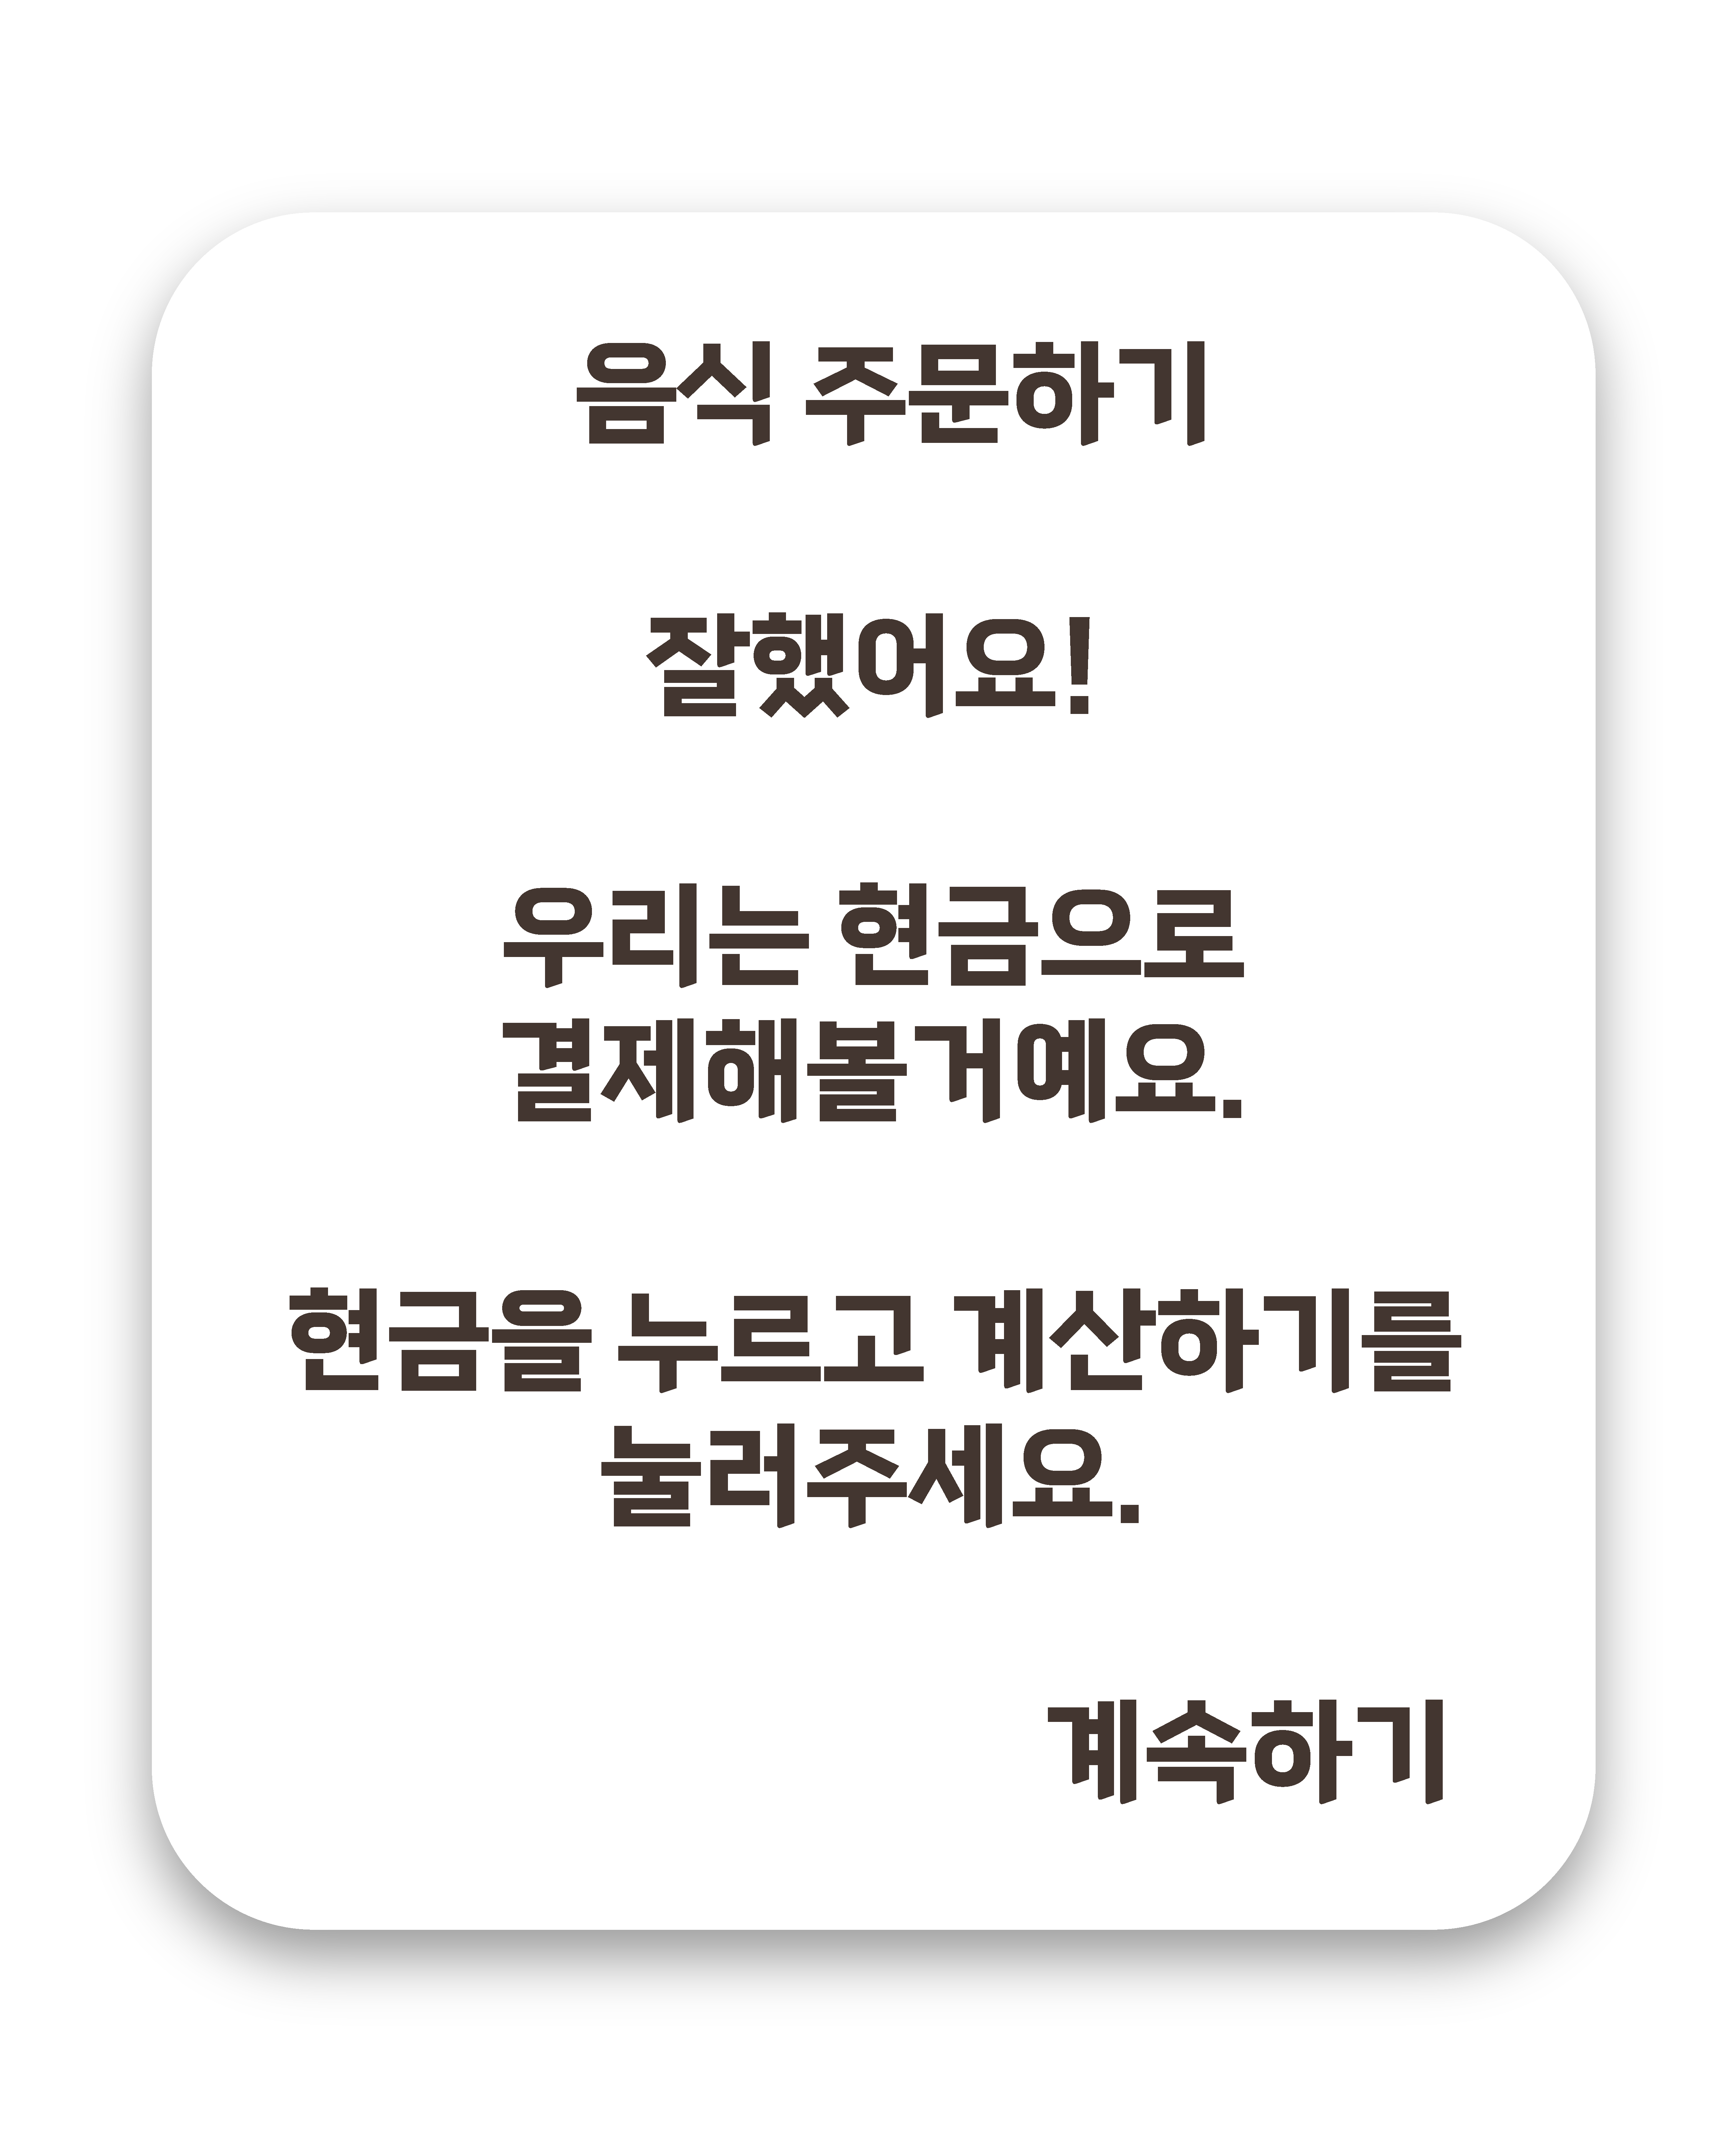 음식 주문하기
잘했어요!
우리는 현금으로
결제해볼거예요.
현금을 누르고 계산하기를
눌러주세요.
계속하기